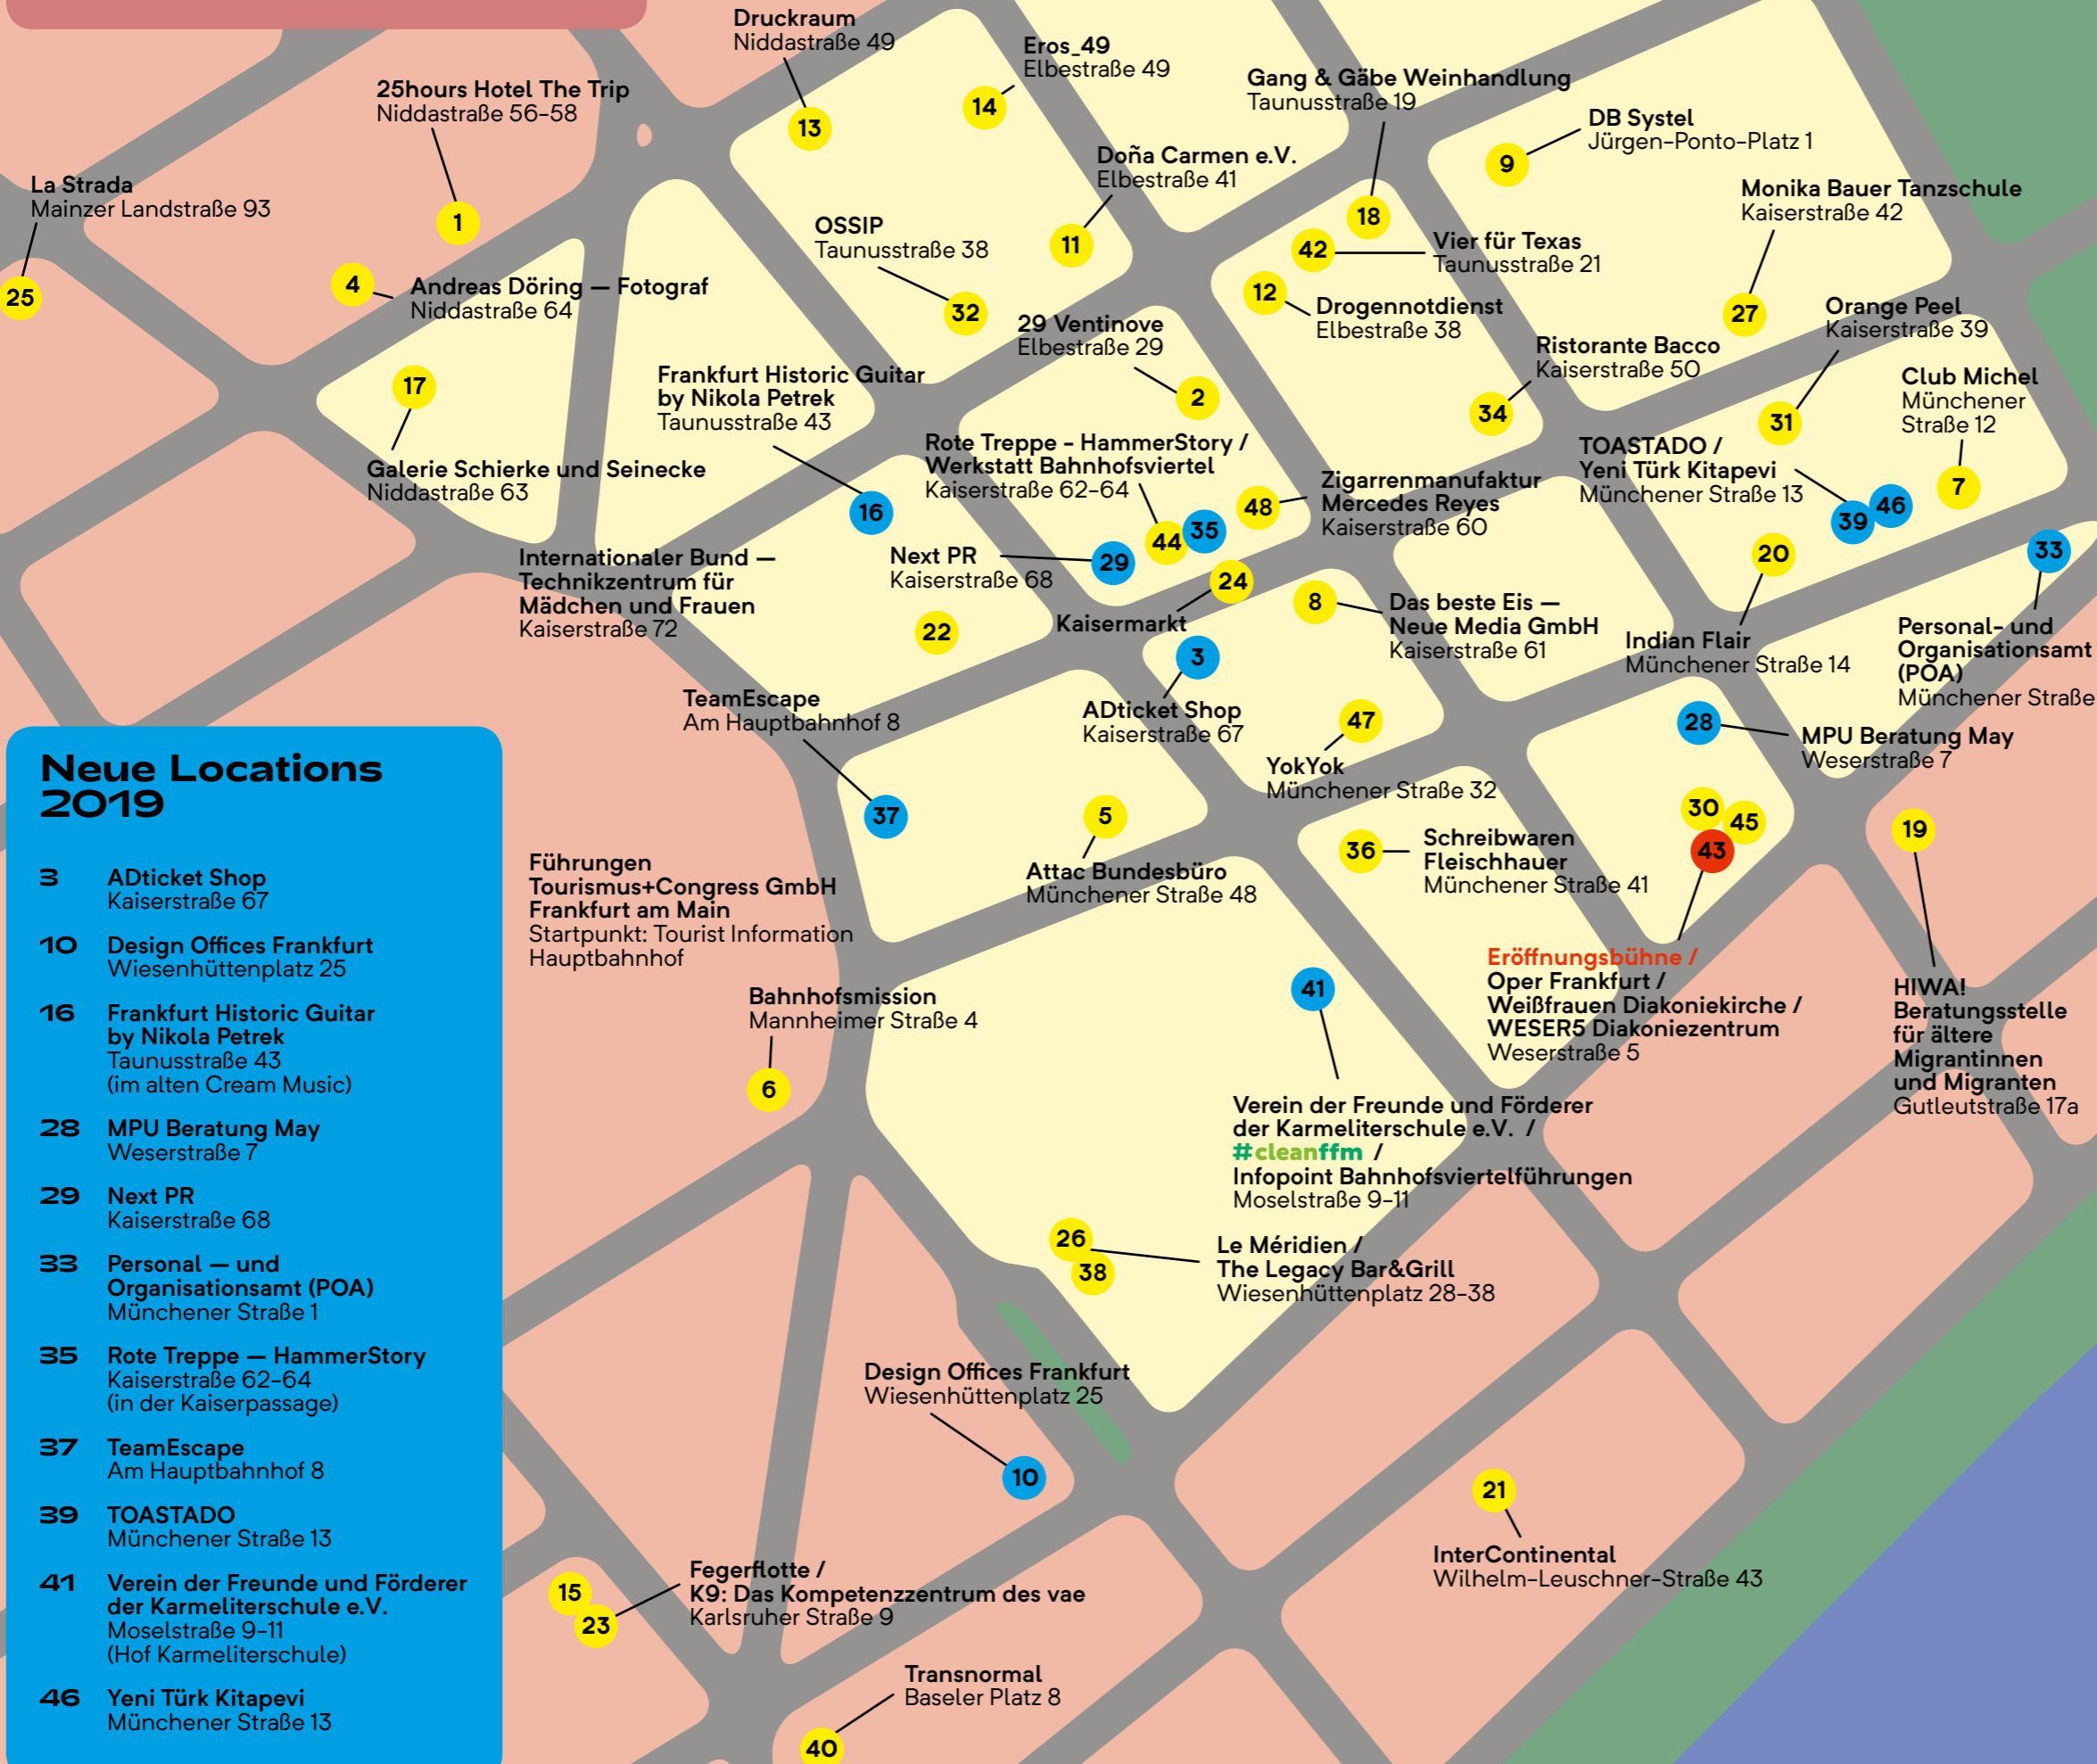 Druckraum
Niddastraße 49
13
Eros_49
Elbestraße 49
14
25hours Hotel The Trip
Niddastraße 56–58
1
Gang & Gäbe Weinhandlung
Taunusstraße 19
18
DB Systel
Jürgen-Ponto-Platz 1
9
Doña Carmen e.V.
Elbestraße 41
11
La Strada
Mainzer Landstraße 93
25
Monika Bauer Tanzschule
Kaiserstraße 42
27
OSSIP
Taunusstraße 38
32
42
Vier für Texas
Taunusstraße 21
4
Andreas Döring — Fotograf
Niddastraße 64
12
Drogennotdienst
Elbestraße 38
Orange Peel
Kaiserstraße 39
31
29 Ventinove
Elbestraße 29
2
Ristorante Bacco
Kaiserstraße 50
34
17
Galerie Schierke und Seinecke
Niddastraße 63
Frankfurt Historic Guitar
by Nikola Petrek
Taunusstraße 43
16
Club Michel
Münchener
Straße 12
7
Rote Treppe - HammerStory /
Werkstatt Bahnhofsviertel
Kaiserstraße 62–64
44
35
TOASTADO /
Yeni Türk Kitapevi
Münchener Straße 13
39
46
48
Zigarrenmanufaktur
Mercedes Reyes
Kaiserstraße 60
Internationaler Bund —
Technikzentrum für
Mädchen und Frauen
Kaiserstraße 72
22
Next PR
Kaiserstraße 68
29
24
Kaisermarkt
20
Indian Flair
Münchener Straße 14
33
Personal- und
Organisationsamt
(POA)
Münchener Straße
8
Das beste Eis —
Neue Media GmbH
Kaiserstraße 61
3
ADticket Shop
Kaiserstraße 67
TeamEscape
Am Hauptbahnhof 8
37
47
YokYok
Münchener Straße 32
28
MPU Beratung May
Weserstraße 7
5
Attac Bundesbüro
Münchener Straße 48
36
Schreibwaren
Fleischhauer
Münchener Straße 41
30
45
43
Eröffnungsbühne /
Oper Frankfurt /
Weißfrauen Diakoniekirche /
WESER5 Diakoniezentrum
Weserstraße 5
19
HIWA!
Beratungsstelle
für ältere
Migrantinnen
und Migranten
Gutleutstraße 17a
Führungen
Tourismus+Congress GmbH
Frankfurt am Main
Startpunkt: Tourist Information
Hauptbahnhof
Bahnhofsmission
Mannheimer Straße 4
6
41
Verein der Freunde und Förderer
der Karmeliterschule e.V. /
#cleanffm /
Infopoint Bahnhofsviertelführungen
Moselstraße 9–11
26
38
Le Méridien /
The Legacy Bar&Grill
Wiesenhüttenplatz 28–38
Design Offices Frankfurt
Wiesenhüttenplatz 25
10
21
InterContinental
Wilhelm-Leuschner-Straße 43
15
23
Fegerflotte /
K9: Das Kompetenzzentrum des vae
Karlsruher Straße 9
Transnormal
Baseler Platz 8
40
Neue Locations
2019
3 ADticket Shop
Kaiserstraße 67
10 Design Offices Frankfurt
Wiesenhüttenplatz 25
16 Frankfurt Historic Guitar
by Nikola Petrek
Taunusstraße 43
(im alten Cream Music)
28 MPU Beratung May
Weserstraße 7
29 Next PR
Kaiserstraße 68
33 Personal — und
Organisationsamt (POA)
Münchener Straße 1
35 Rote Treppe — HammerStory
Kaiserstraße 62–64
(in der Kaiserpassage)
37 TeamEscape
Am Hauptbahnhof 8
39 TOASTADO
Münchener Straße 13
41 Verein der Freunde und Förderer
der Karmeliterschule e.V.
Moselstraße 9–11
(Hof Karmeliterschule)
46 Yeni Türk Kitapevi
Münchener Straße 13